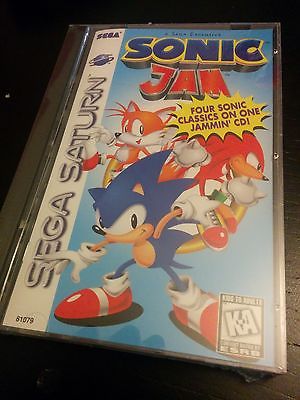 SEGA
a Sega Exclusive
SONIC
JAM
FOUR SONIC
CLASSICS ON ONE
JAMMIN' CD!
SEGA SATURN
81079
KIDS TO ADULTS
KA
ESRB